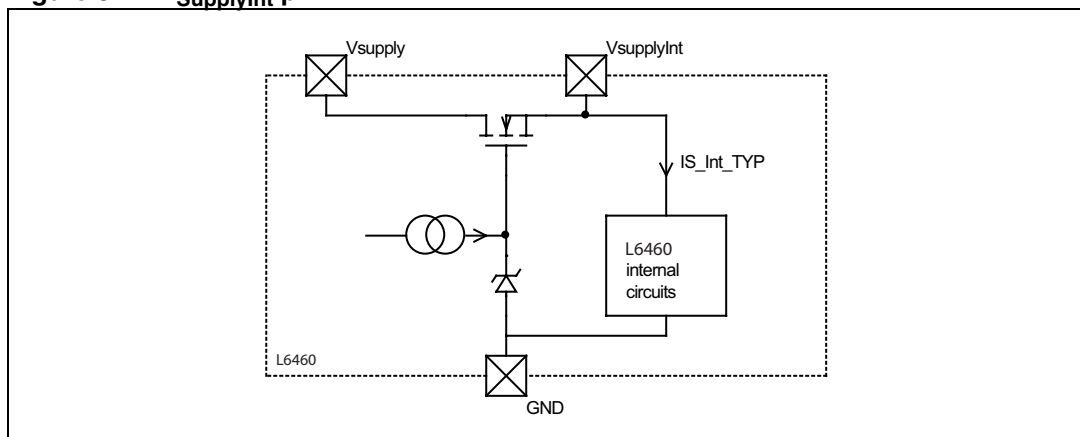 SupplyInt
Vsupply
VsupplyInt
IS_Int_TYP
L6460
internal
circuits
L6460
GND